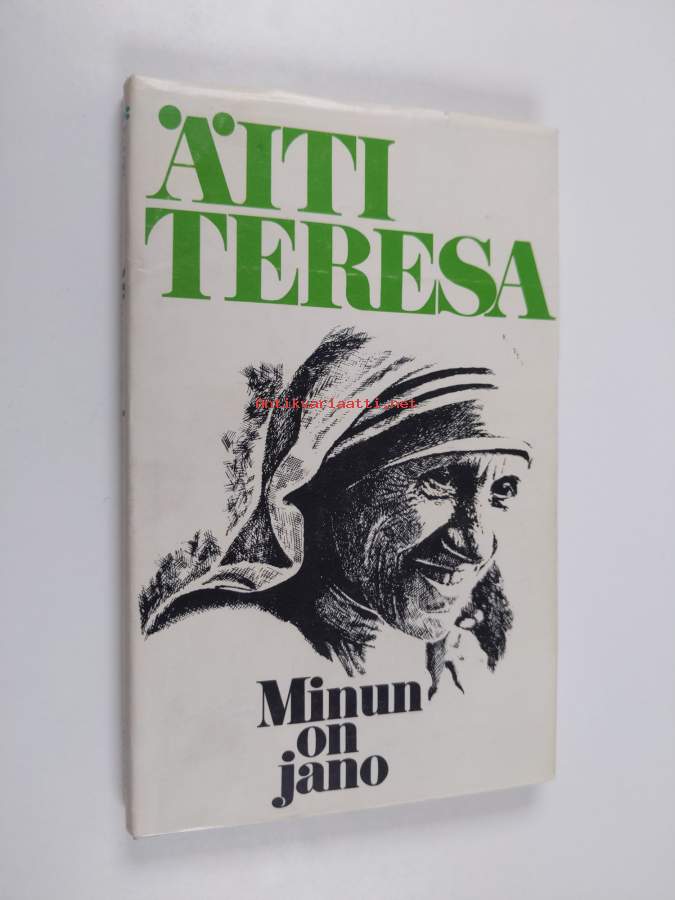 ÄITI
TERESA
Antikvariaatti.net
Minun
on
jano